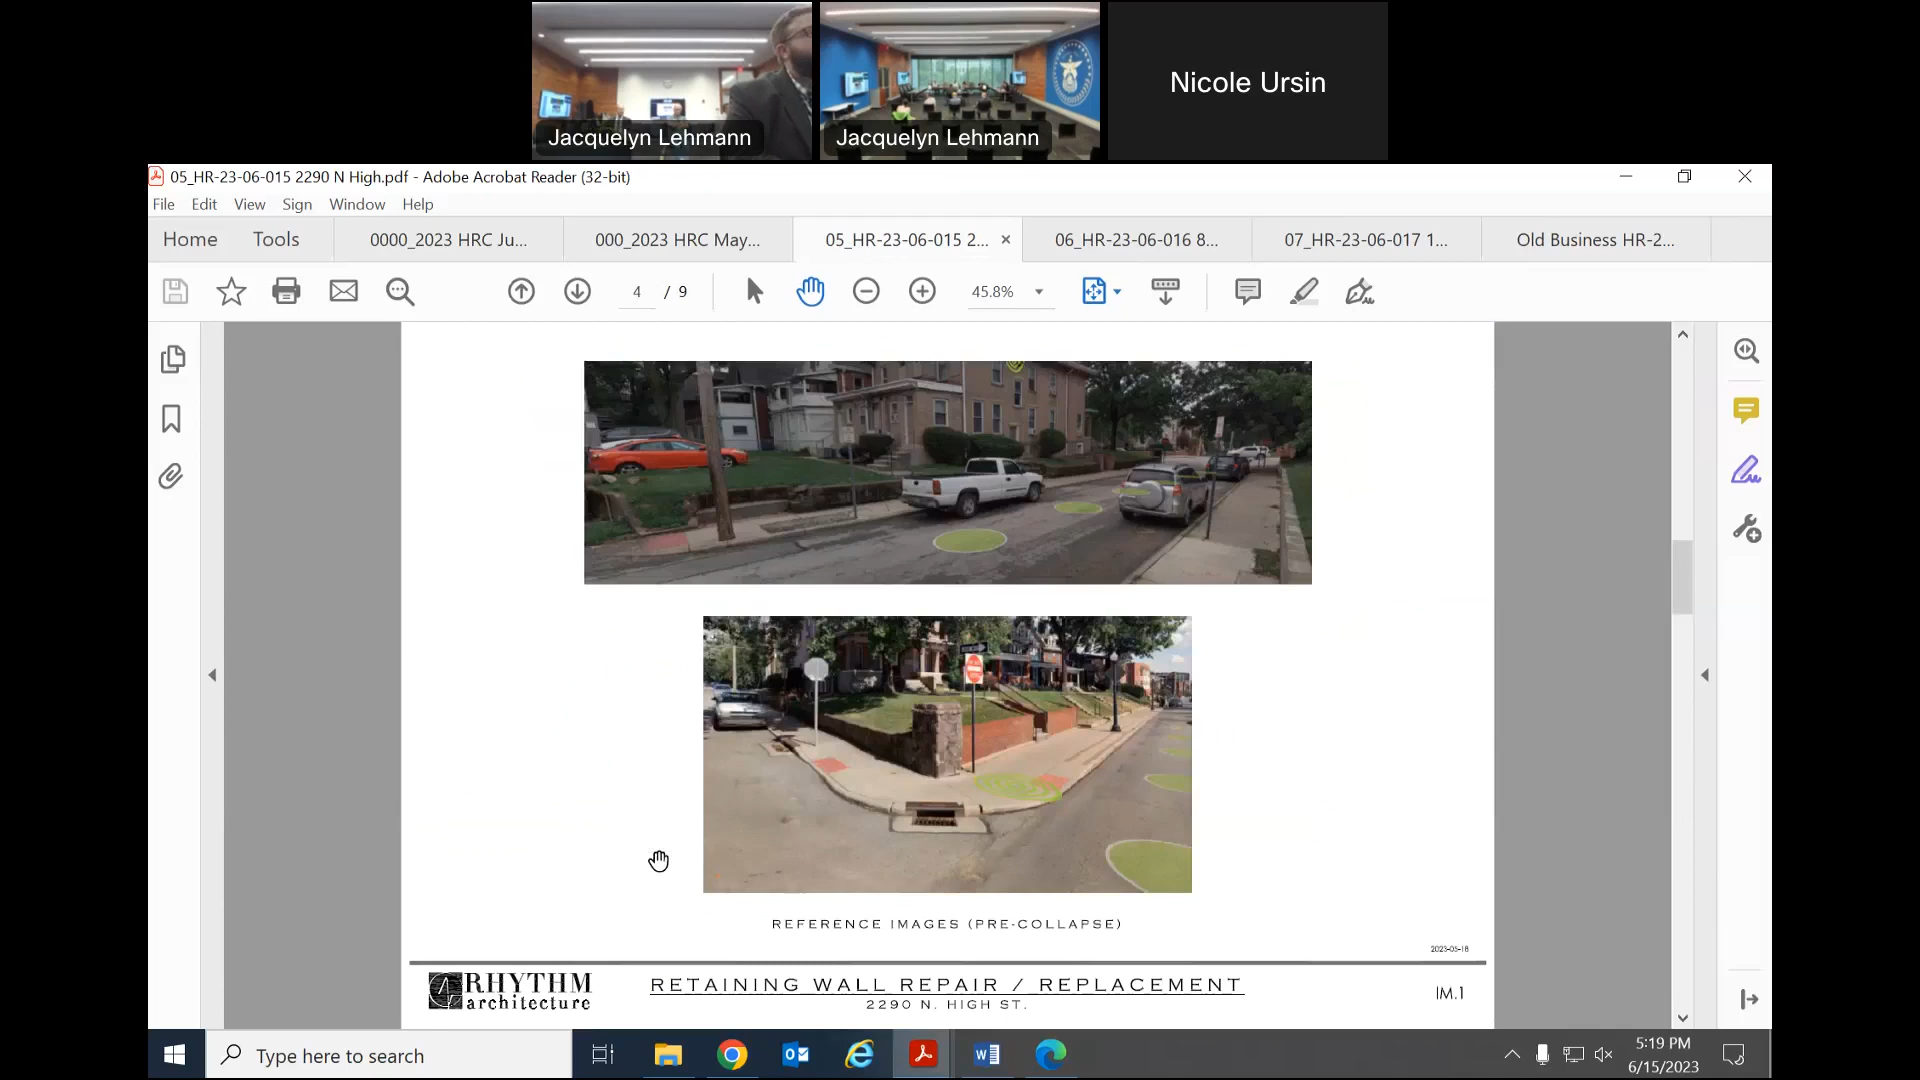 Jacquelyn Lehmann
Jacquelyn Lehmann
Nicole Ursin
05_HR-23-06-015 2290 N High.pdf - Adobe Acrobat Reader (32-bit)
File Edit View Sign Window Help
Home Tools 0000_2023 HRC Ju... 000_2023 HRC May... 05_HR-23-06-015 2... 06_HR-23-06-016 8... 07_HR-23-06-017 1... Old Business HR-2...
4 / 9 45.8%
REFERENCE IMAGES (PRE-COLLAPSE)
2023-05-18
RHYTHM
architecture
RETAINING WALL REPAIR / REPLACEMENT
2290 N. HIGH ST.
IM.1
Type here to search
5:19 PM
6/15/2023